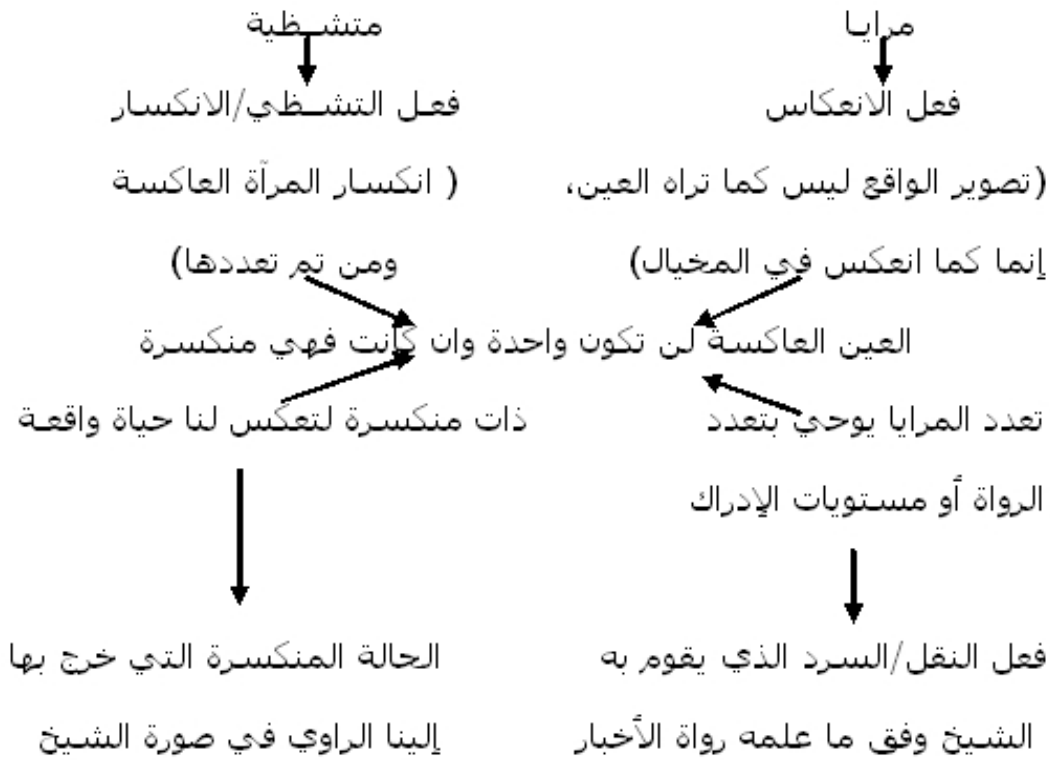 مرايا
متشظية
فعل الانعكاس
فعل التشظي/الانكسار
(تصوير الواقع ليس كما تراه العين،
( انكسار المرآة العاكسة
إنما كما انعكس في المخيال)
ومن تم تعددها)
العين العاكسة لن تكون واحدة وان كانت فهي منكسرة
تعدد المرايا يوحي بتعدد
ذات منكسرة لتعكس لنا حياة واقعة
الرواة أو مستويات الإدراك
فعل النقل/السرد الذي يقوم به
الحالة المنكسرة التي خرج بها
الشيخ وفق ما علمه رواة الأخبار
إلينا الراوي في صورة الشيخ